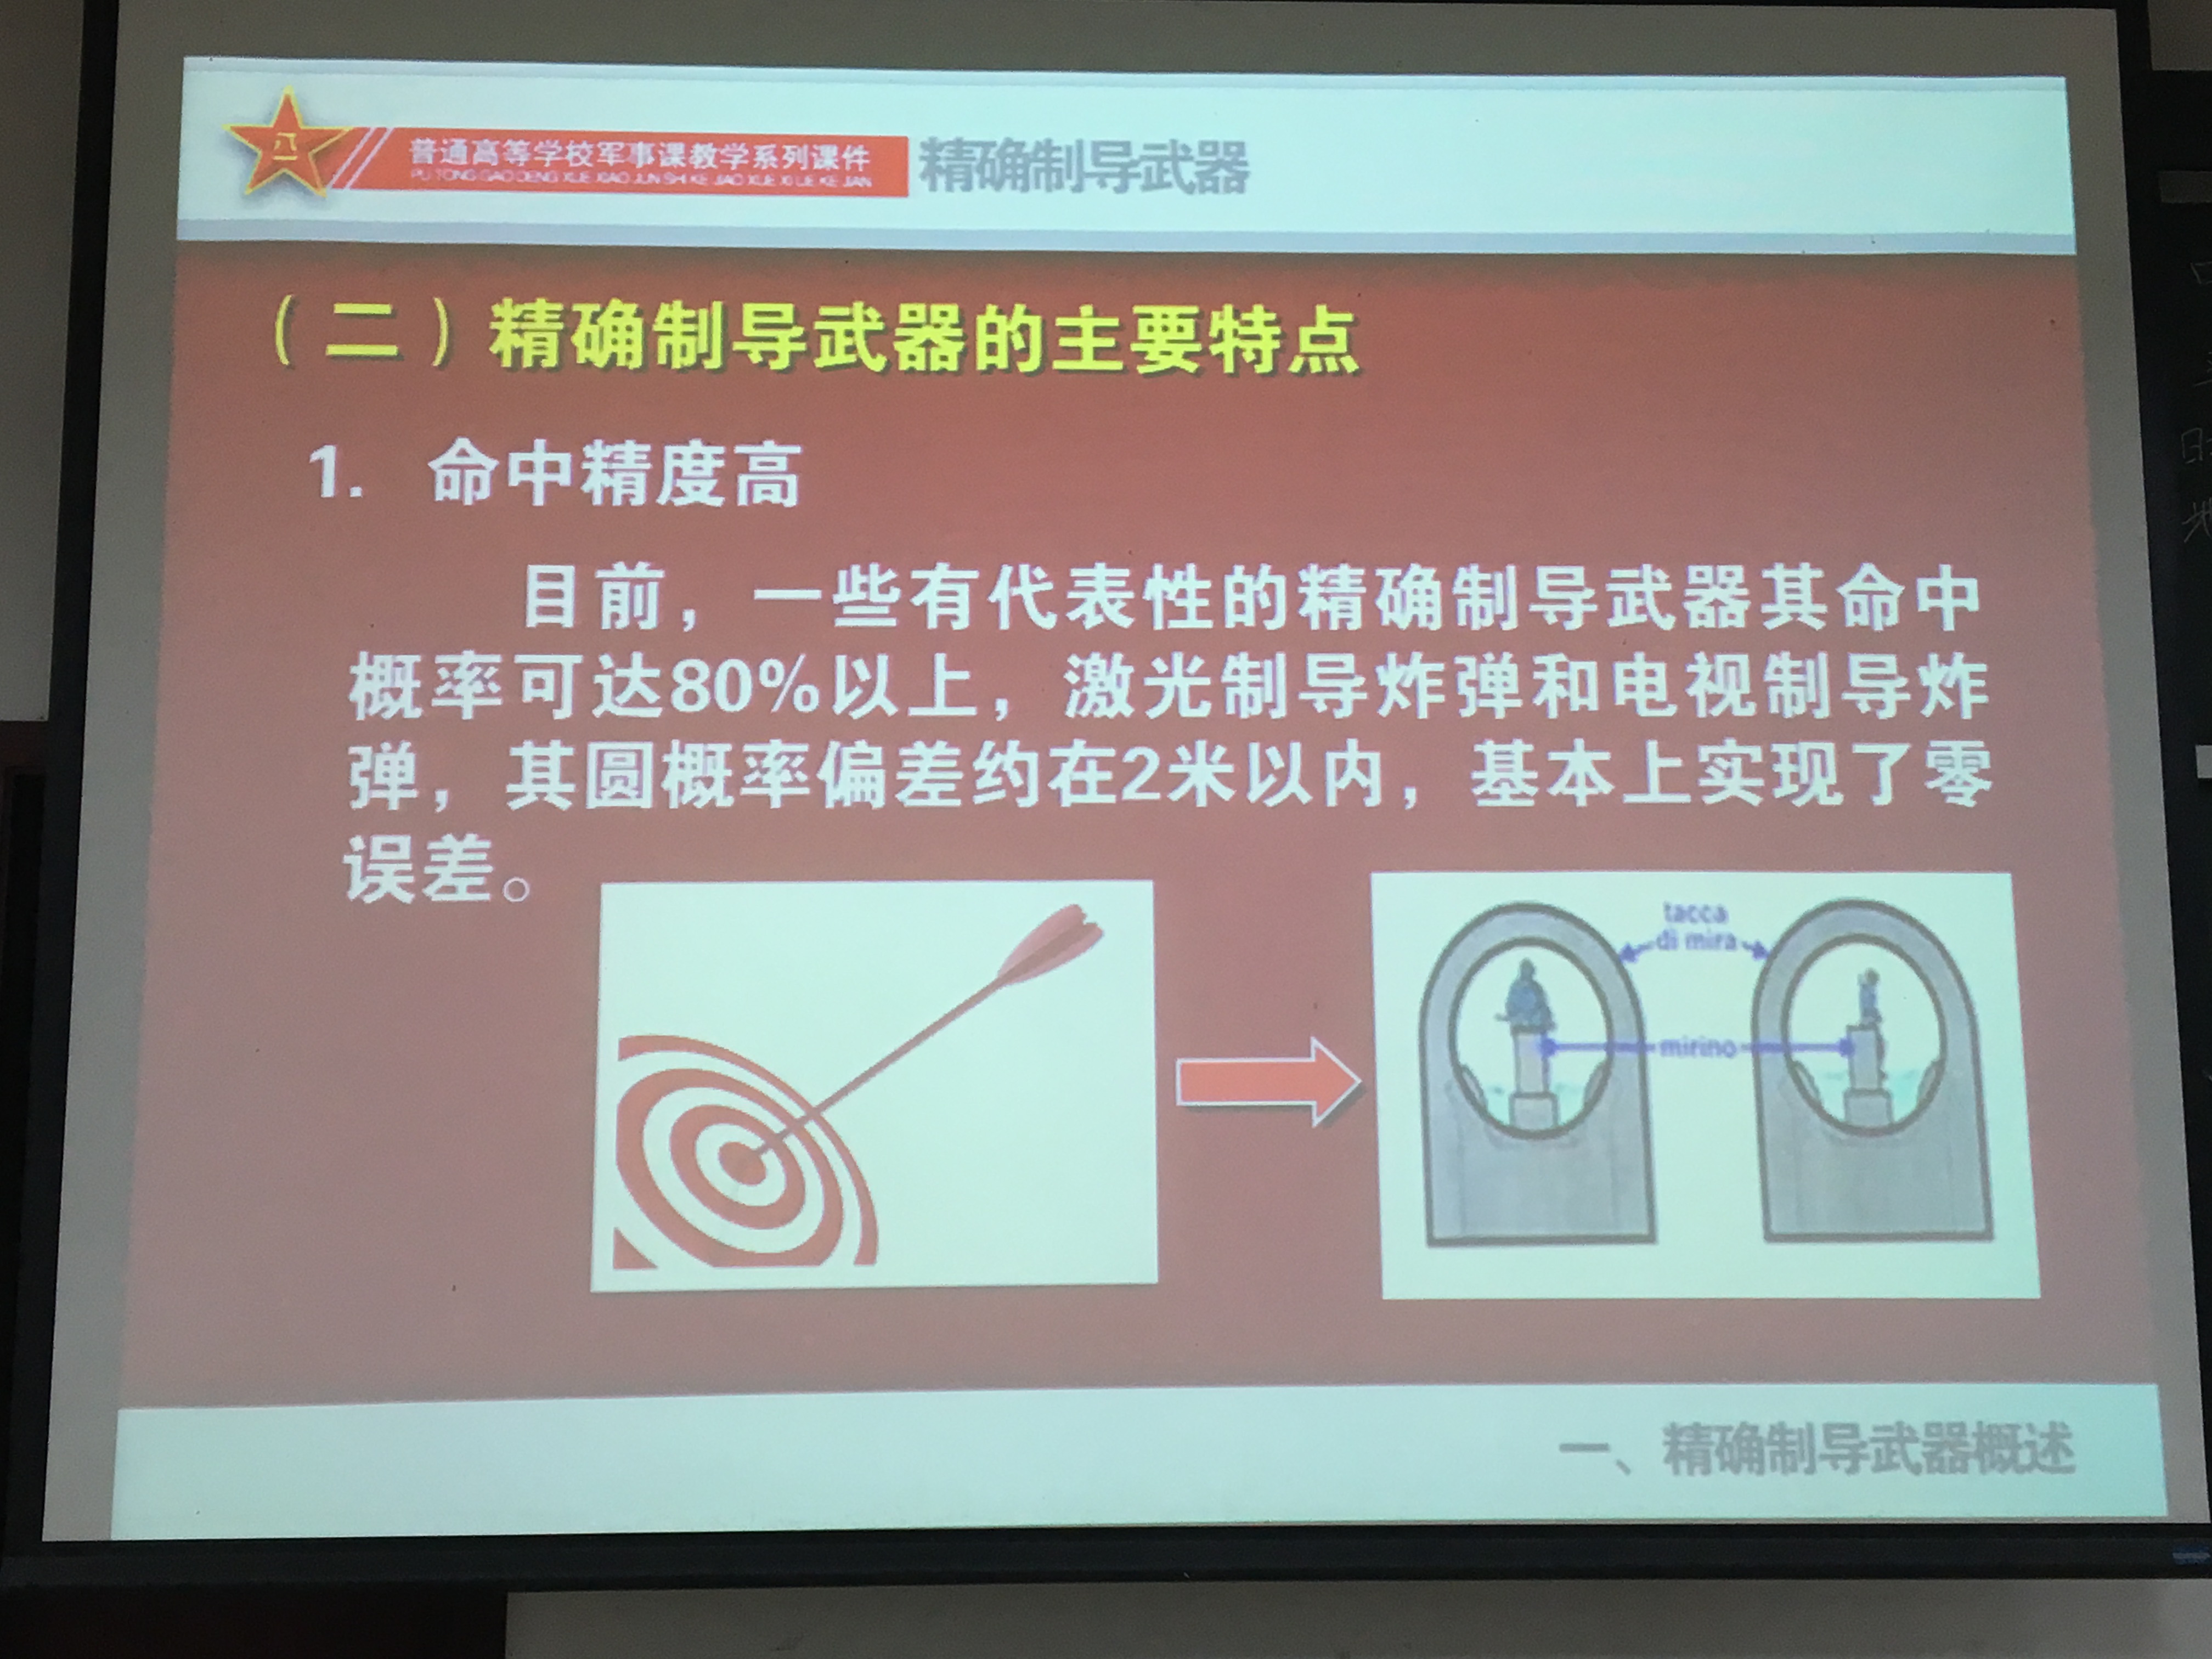 八一
普通高等学校军事课教学系列课件
PU TONG GAO DENG XUE XIAO JUN SHI KE JIAO XUE XI LIE KE JIAN
精确制导武器
（二）精确制导武器的主要特点
1. 命中精度高
目前，一些有代表性的精确制导武器其命中
概率可达80%以上，激光制导炸弹和电视制导炸
弹，其圆概率偏差约在2米以内，基本上实现了零
误差。
tacca
di mira
mirino
一、精确制导武器概述